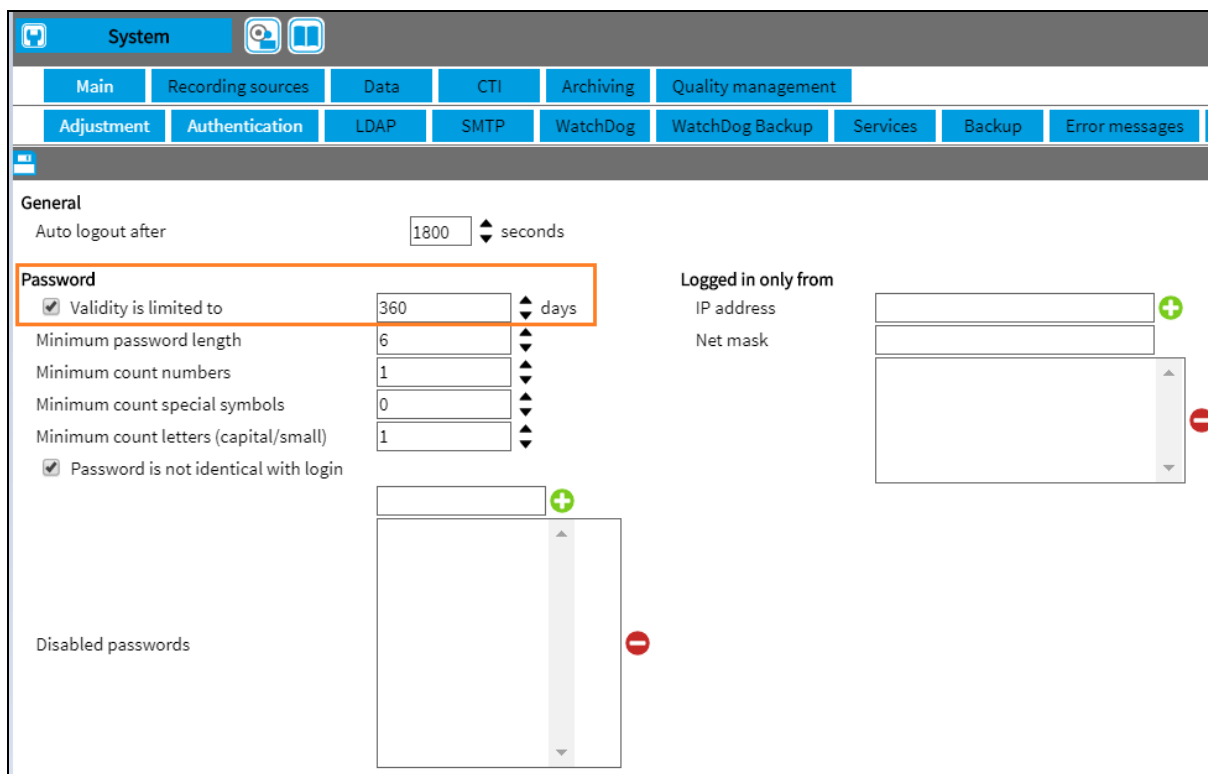 System
Main Recording sources Data CTI Archiving Quality management
Adjustment Authentication LDAP SMTP WatchDog WatchDog Backup Services Backup Error messages
General
Auto logout after 1800 seconds
Password
Validity is limited to 360 days
Minimum password length 6
Minimum count numbers 1
Minimum count special symbols 0
Minimum count letters (capital/small) 1
Password is not identical with login
Disabled passwords
Logged in only from
IP address
Net mask